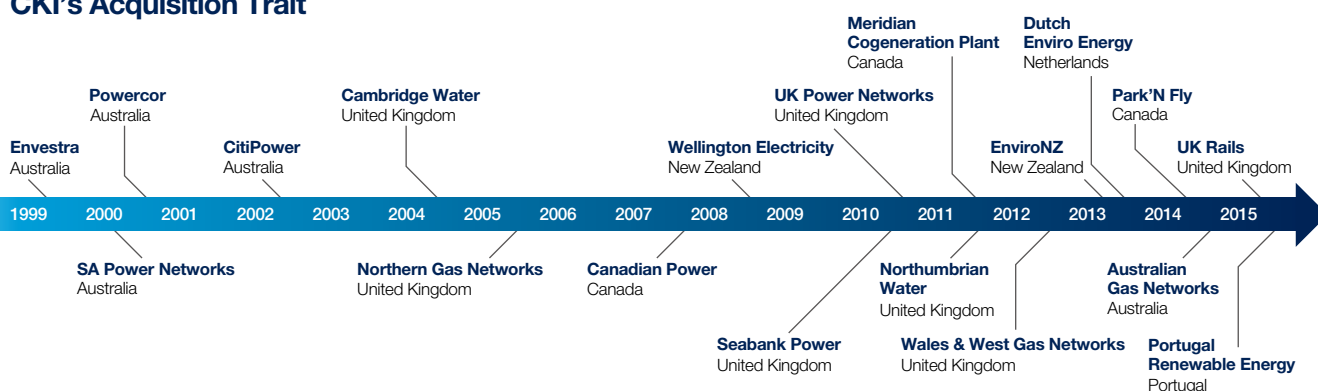 CKI's Acquisition Trait
Meridian
Cogeneration Plant
Canada
Dutch
Enviro Energy
Netherlands
Powercor
Australia
Cambridge Water
United Kingdom
UK Power Networks
United Kingdom
Park'N Fly
Canada
Envestra
Australia
CitiPower
Australia
Wellington Electricity
New Zealand
EnviroNZ
New Zealand
UK Rails
United Kingdom
1999 2000 2001 2002 2003 2004 2005 2006 2007 2008 2009 2010 2011 2012 2013 2014 2015
SA Power Networks
Australia
Northern Gas Networks
United Kingdom
Canadian Power
Canada
Northumbrian
Water
United Kingdom
Australian
Gas Networks
Australia
Seabank Power
United Kingdom
Wales & West Gas Networks
United Kingdom
Portugal
Renewable Energy
Portugal